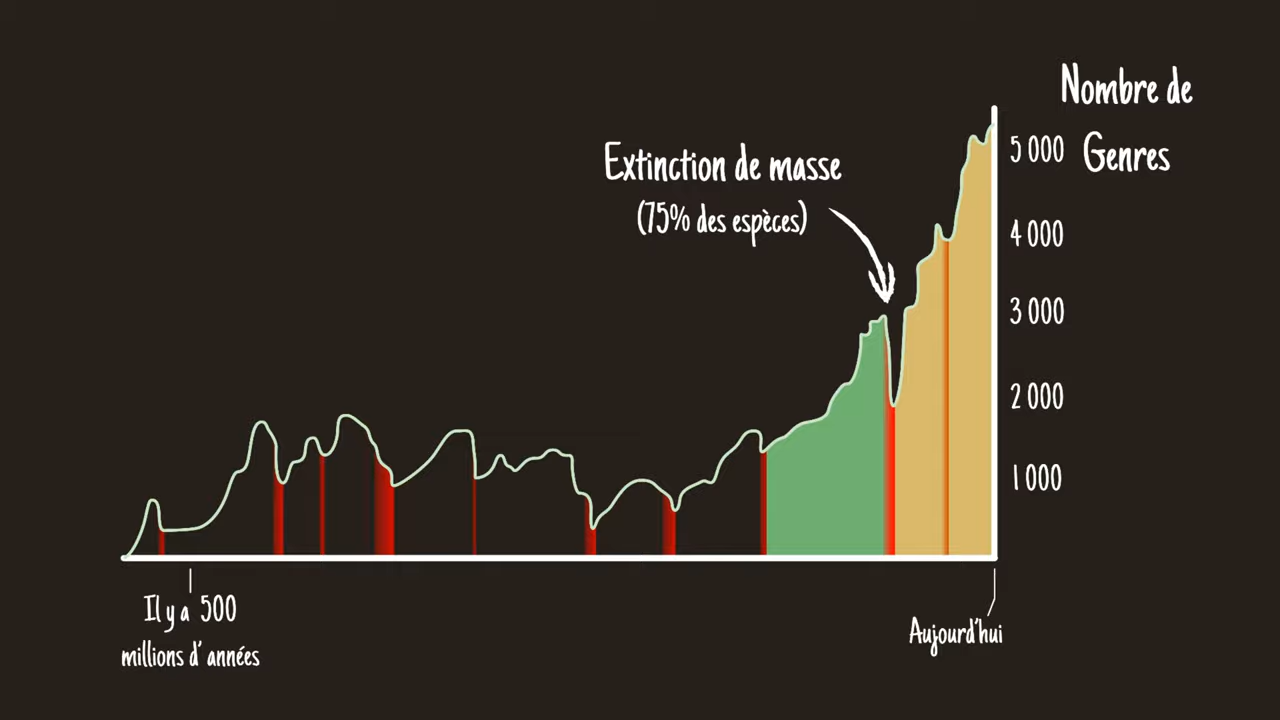 Nombre de
Genres
Extinction de masse
(75% des espèces)
5 000
4 000
3 000
2 000
1 000
Il y a 500
millions d' années
Aujourd'hui